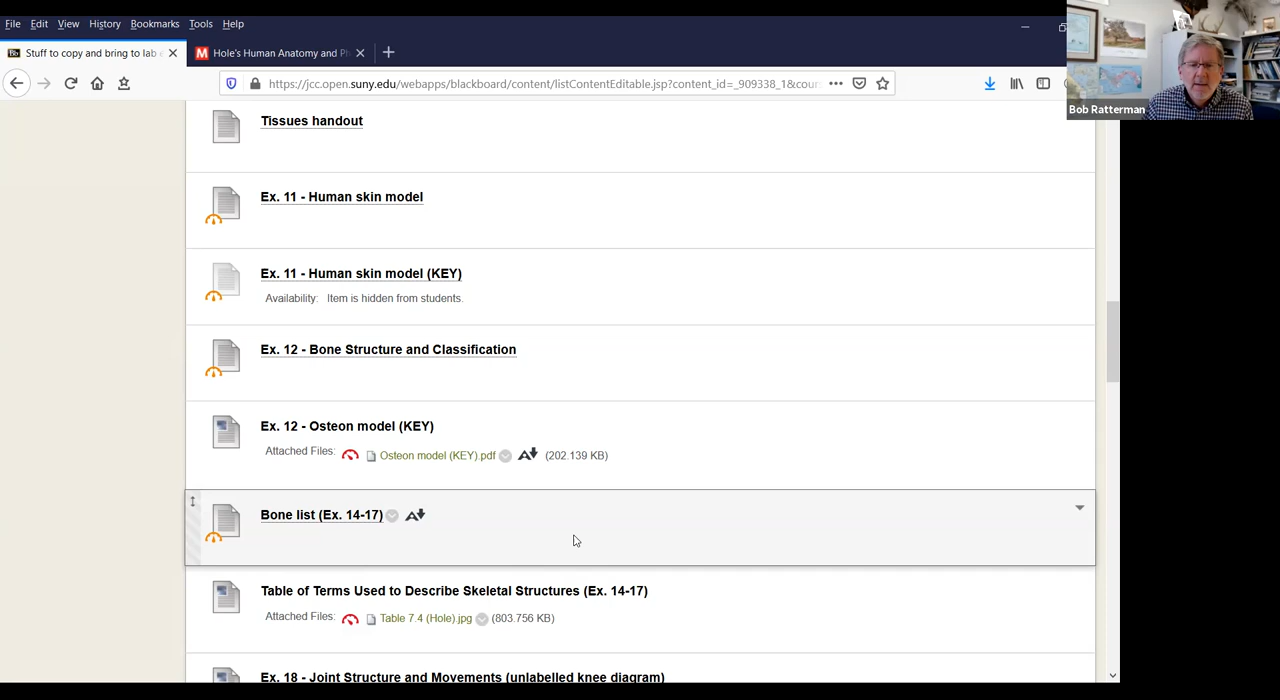 File Edit View History Bookmarks Tools Help
Bb Stuff to copy and bring to lab
M Hole's Human Anatomy and Ph
https://jcc.open.suny.edu/webapps/blackboard/content/listContentEditable.jsp?content_id=_909338_1&cour
Bob Ratterman
Tissues handout
Ex. 11 - Human skin model
Ex. 11 - Human skin model (KEY)
Availability: Item is hidden from students.
Ex. 12 - Bone Structure and Classification
Ex. 12 - Osteon model (KEY)
Attached Files: Osteon model (KEY).pdf (202.139 KB)
Bone list (Ex. 14-17)
Table of Terms Used to Describe Skeletal Structures (Ex. 14-17)
Attached Files: Table 7.4 (Hole).jpg (803.756 KB)
Ex. 18 - Joint Structure and Movements (unlabelled knee diagram)